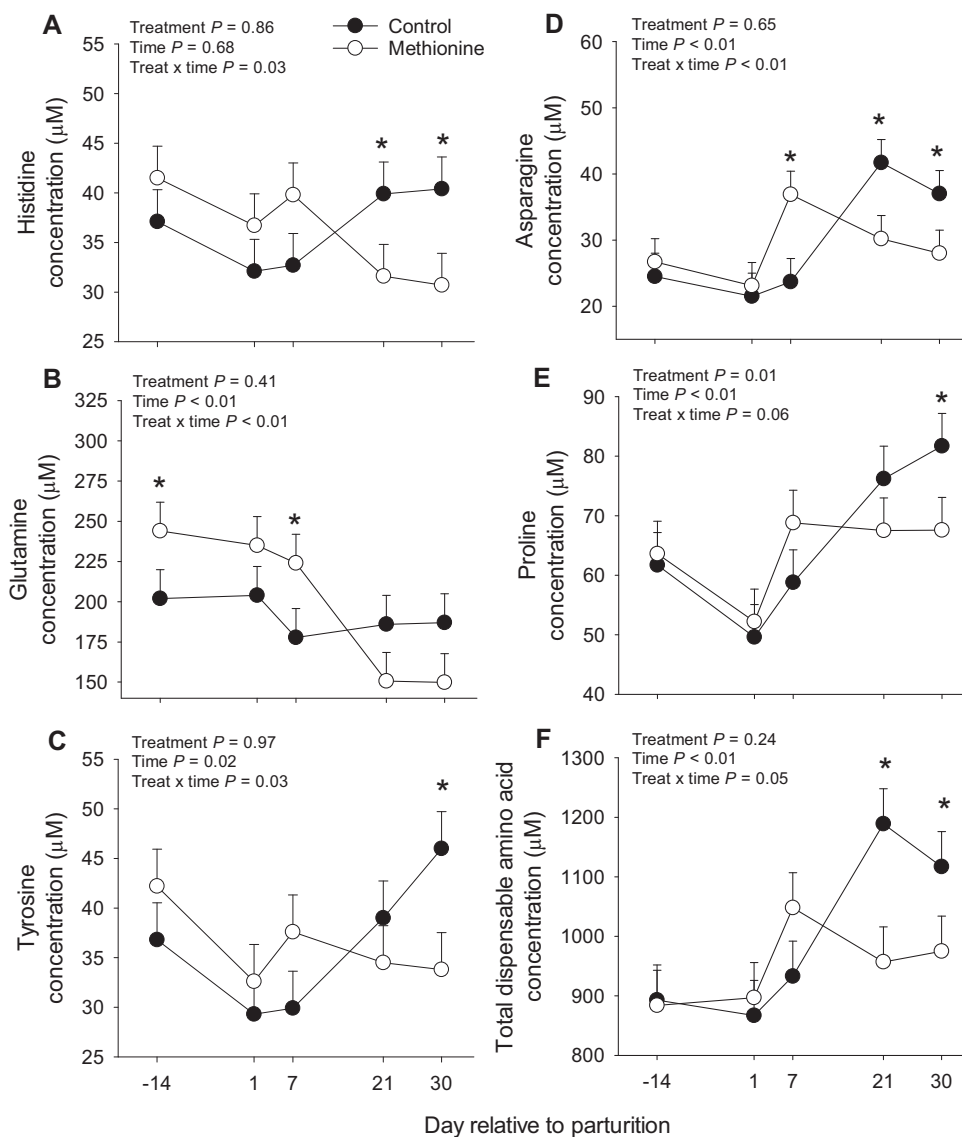 A
Treatment P = 0.86
Time P = 0.68
Treat x time P = 0.03
Control
Methionine
Histidine
concentration (μM)
55
50
45
40
35
30
25
D
Treatment P = 0.65
Time P < 0.01
Treat x time P < 0.01
Asparagine
concentration (μM)
60
50
40
30
20
* *
* * *
B
Treatment P = 0.41
Time P < 0.01
Treat x time P < 0.01
Glutamine
concentration (μM)
325
300
275
250
225
200
175
150
* *
E
Treatment P = 0.01
Time P < 0.01
Treat x time P = 0.06
Proline
concentration (μM)
90
80
70
60
50
40
*
C
Treatment P = 0.97
Time P = 0.02
Treat x time P = 0.03
Tyrosine
concentration (μM)
55
50
45
40
35
30
25
*
-14 1 7 21 30
F
Treatment P = 0.24
Time P < 0.01
Treat x time P = 0.05
Total dispensable amino acid
concentration (μM)
1300
1200
1100
1000
900
800
* *
-14 1 7 21 30
Day relative to parturition